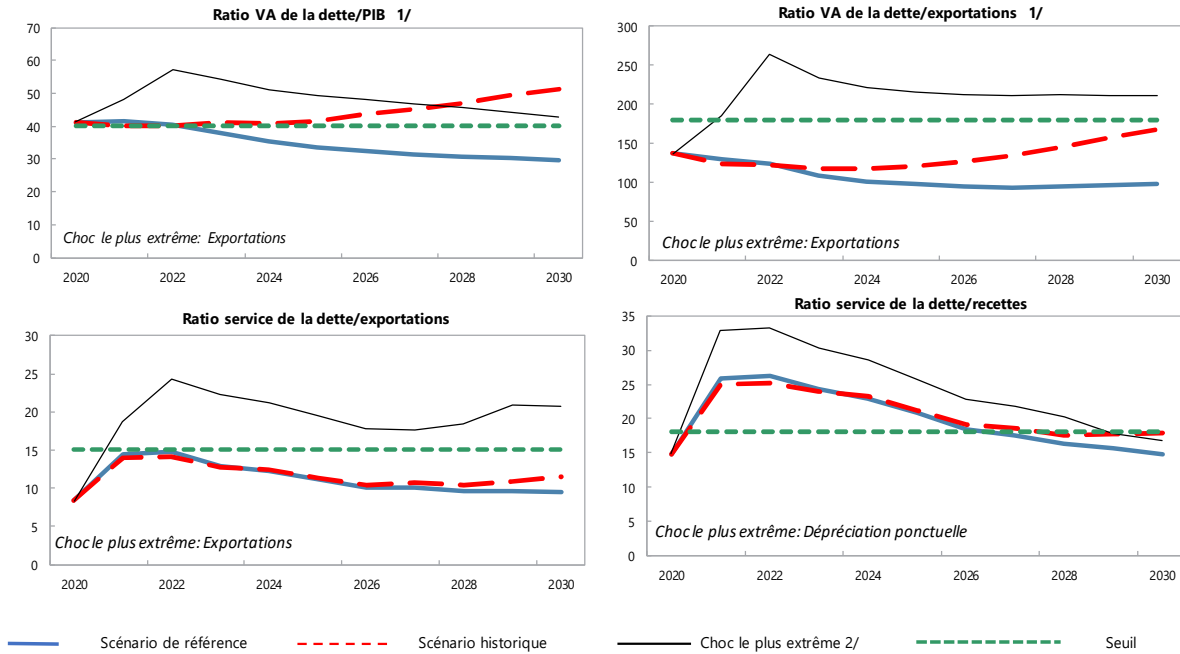 Ratio VA de la dette/PIB 1/
70
60
50
40
30
20
10
0
Choc le plus extrême: Exportations
2020 2022 2024 2026 2028 2030
Ratio VA de la dette/exportations 1/
300
250
200
150
100
50
0
Choc le plus extrême: Exportations
2020 2022 2024 2026 2028 2030
Ratio service de la dette/exportations
30
25
20
15
10
5
0
Choc le plus extrême: Exportations
2020 2022 2024 2026 2028 2030
Ratio service de la dette/recettes
35
30
25
20
15
10
5
0
Choc le plus extrême: Dépréciation ponctuelle
2020 2022 2024 2026 2028 2030
Scénario de référence
Scénario historique
Choc le plus extrême 2/
Seuil